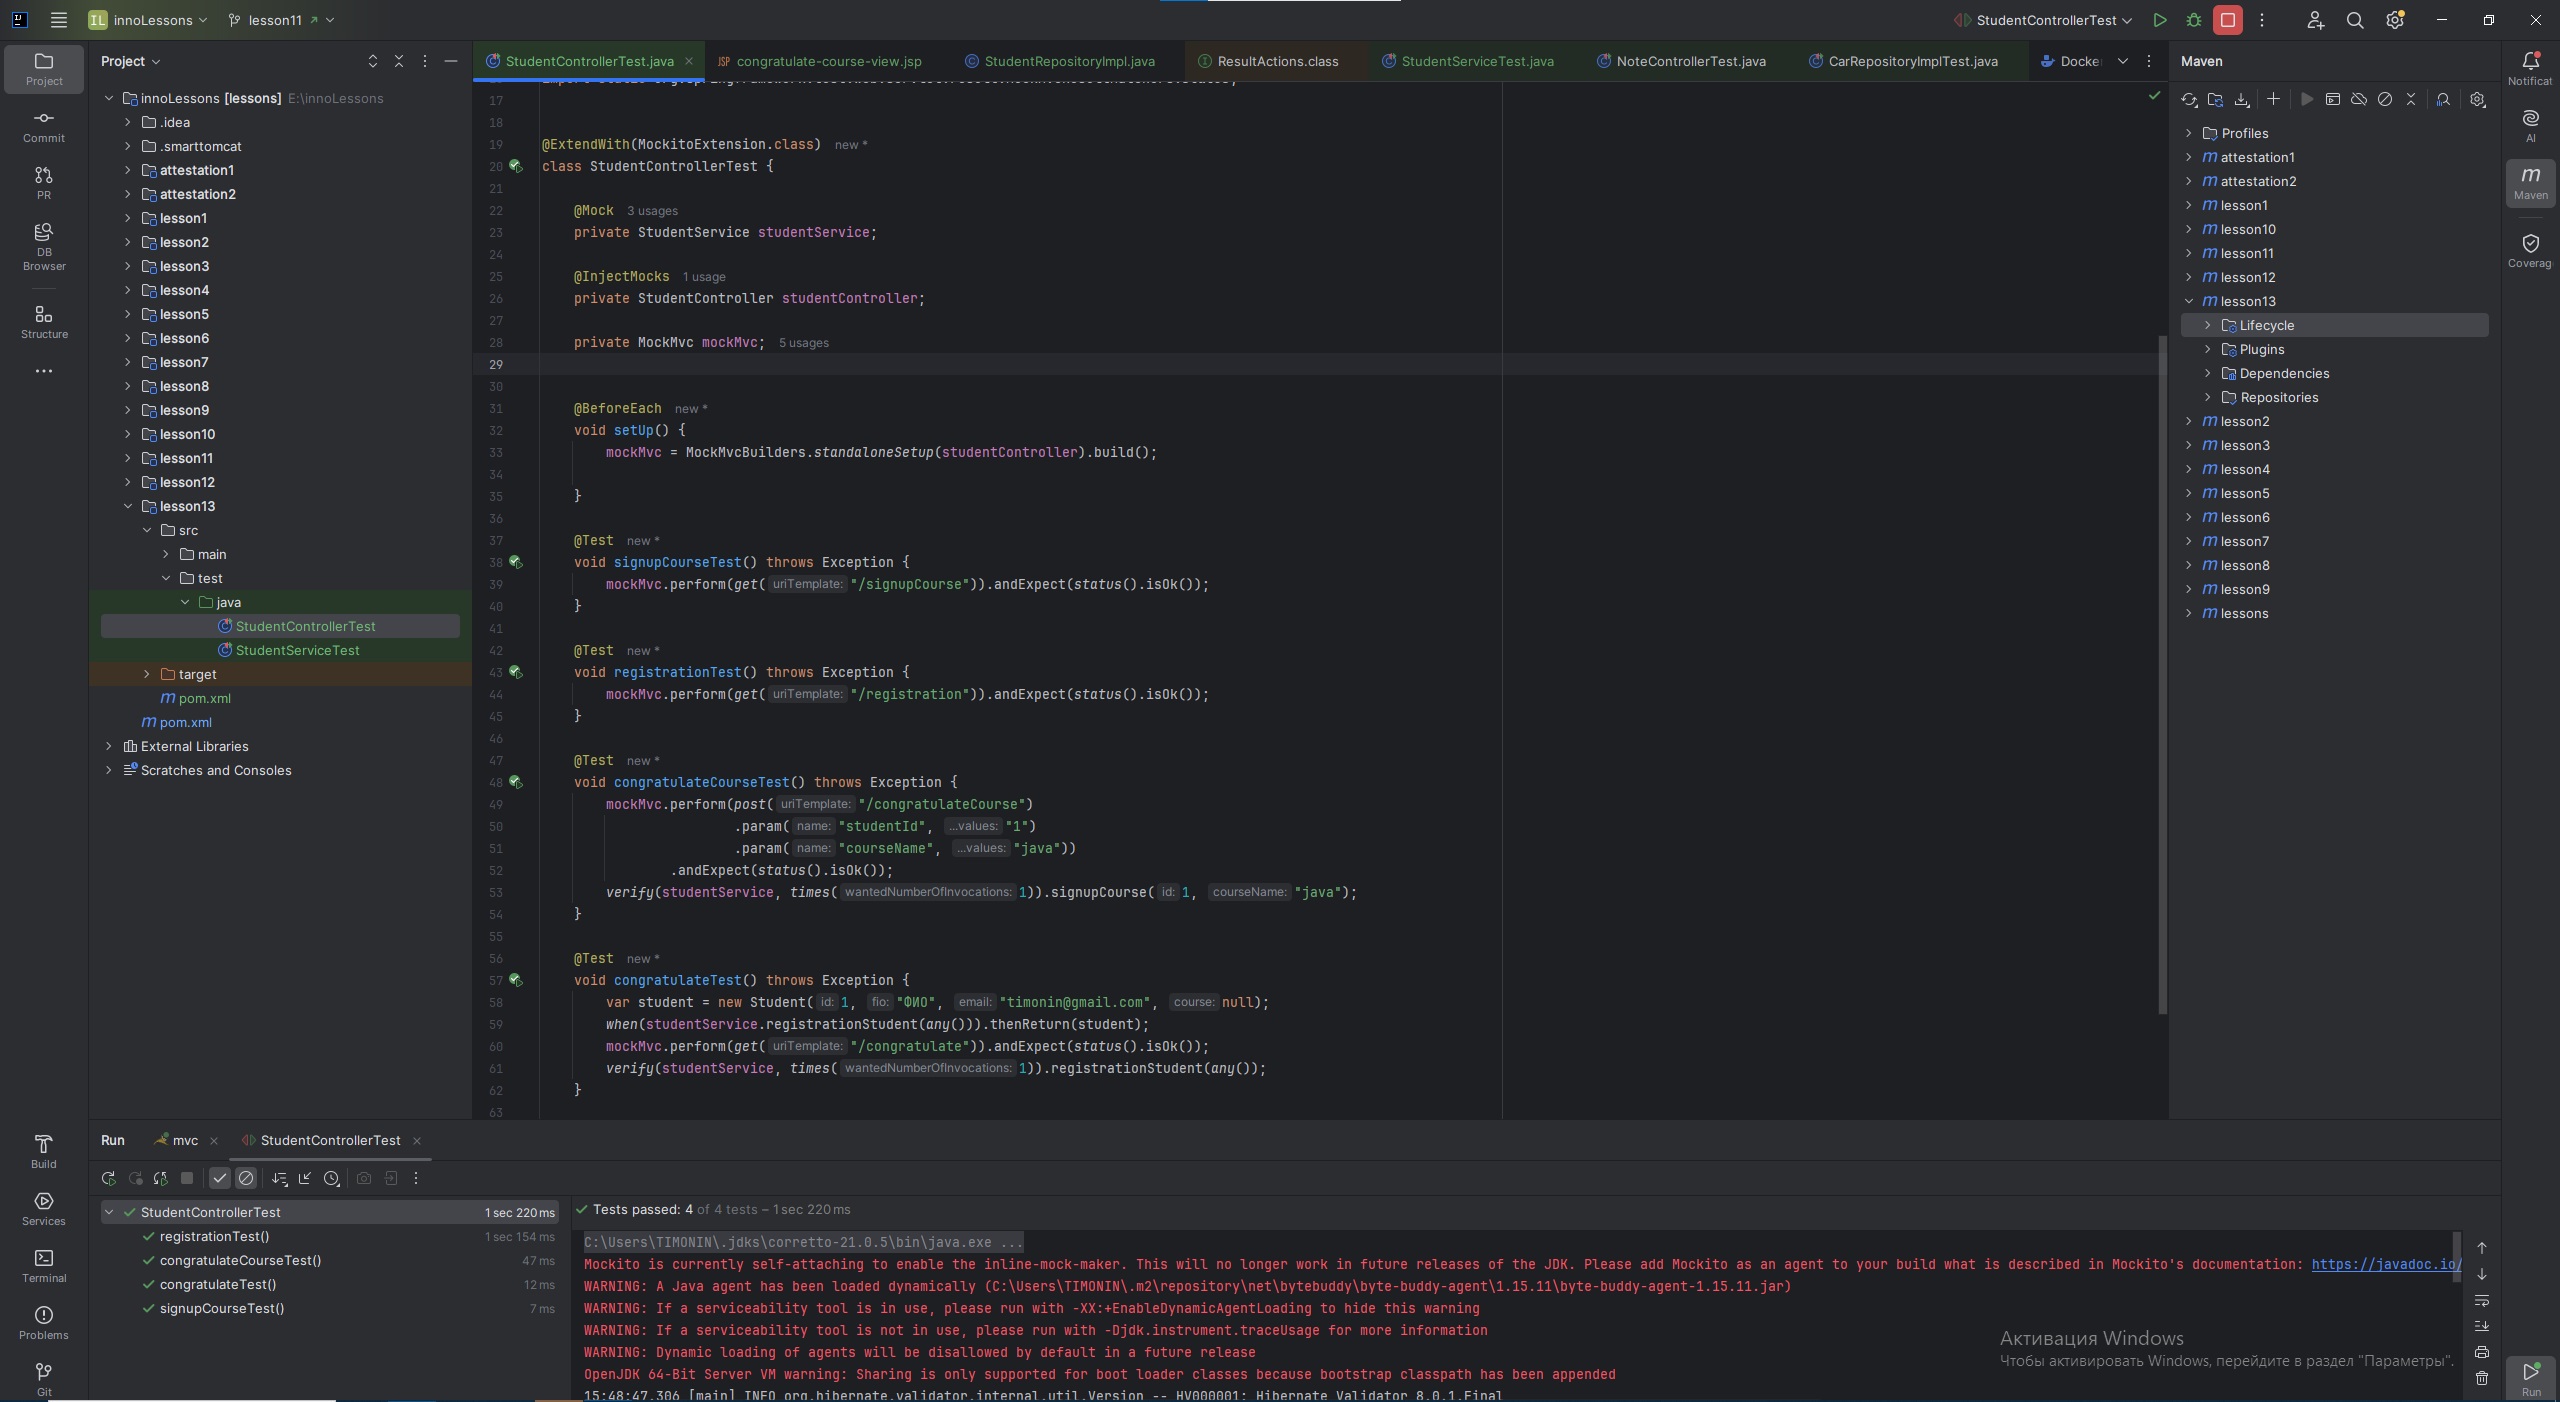 IL innoLessons lesson11 StudentControllerTest
Project
Commit
PR
DB
Browser
Structure
Project
innoLessons [lessons] E:\innoLessons
.idea
.smarttomcat
attestation1
attestation2
lesson1
lesson2
lesson3
lesson4
lesson5
lesson6
lesson7
lesson8
lesson9
lesson10
lesson11
lesson12
lesson13
src
main
test
java
StudentControllerTest
StudentServiceTest
target
pom.xml
pom.xml
External Libraries
Scratches and Consoles
StudentControllerTest.java congratulate-course-view.jsp StudentRepositoryImpl.java ResultActions.class StudentServiceTest.java NoteControllerTest.java CarRepositoryImplTest.java Docke
17
18
19 @ExtendWith(MockitoExtension.class) new *
20 class StudentControllerTest {
21
22 @Mock 3 usages
23 private StudentService studentService;
24
25 @InjectMocks 1 usage
26 private StudentController studentController;
27
28 private MockMvc mockMvc; 5 usages
29
30
31 @BeforeEach new *
32 void setUp() {
33 mockMvc = MockMvcBuilders.standaloneSetup(studentController).build();
34
35 }
36
37 @Test new *
38 void signupCourseTest() throws Exception {
39 mockMvc.perform(get( uriTemplate: "/signupCourse")).andExpect(status().isOk());
40 }
41
42 @Test new *
43 void registrationTest() throws Exception {
44 mockMvc.perform(get( uriTemplate: "/registration")).andExpect(status().isOk());
45 }
46
47 @Test new *
48 void congratulateCourseTest() throws Exception {
49 mockMvc.perform(post( uriTemplate: "/congratulateCourse")
50 .param( name: "studentId", ...values: "1")
51 .param( name: "courseName", ...values: "java"))
52 .andExpect(status().isOk());
53 verify(studentService, times( wantedNumberOfInvocations: 1)).signupCourse( id: 1, courseName: "java");
54 }
55
56 @Test new *
57 void congratulateTest() throws Exception {
58 var student = new Student( id: 1, fio: "ФИО", email: "timonin@gmail.com", course: null);
59 when(studentService.registrationStudent(any())).thenReturn(student);
60 mockMvc.perform(get( uriTemplate: "/congratulate")).andExpect(status().isOk());
61 verify(studentService, times( wantedNumberOfInvocations: 1)).registrationStudent(any());
62 }
63
Maven
Profiles
attestation1
attestation2
lesson1
lesson10
lesson11
lesson12
lesson13
Lifecycle
Plugins
Dependencies
Repositories
lesson2
lesson3
lesson4
lesson5
lesson6
lesson7
lesson8
lesson9
lessons
Notificat
AI
Maven
Coverag
Build
Services
Terminal
Problems
Git
Run mvc StudentControllerTest
StudentControllerTest 1 sec 220 ms
registrationTest() 1 sec 154 ms
congratulateCourseTest() 47 ms
congratulateTest() 12 ms
signupCourseTest() 7 ms
Tests passed: 4 of 4 tests – 1 sec 220 ms
C:\Users\TIMONIN\.jdks\corretto-21.0.5\bin\java.exe ...
Mockito is currently self-attaching to enable the inline-mock-maker. This will no longer work in future releases of the JDK. Please add Mockito as an agent to your build what is described in Mockito's documentation: https://javadoc.io/
WARNING: A Java agent has been loaded dynamically (C:\Users\TIMONIN\.m2\repository\net\bytebuddy\byte-buddy-agent\1.15.11\byte-buddy-agent-1.15.11.jar)
WARNING: If a serviceability tool is in use, please run with -XX:+EnableDynamicAgentLoading to hide this warning
WARNING: If a serviceability tool is not in use, please run with -Djdk.instrument.traceUsage for more information
WARNING: Dynamic loading of agents will be disallowed by default in a future release
OpenJDK 64-Bit Server VM warning: Sharing is only supported for boot loader classes because bootstrap classpath has been appended
15:48:47.306 [main] INFO org.hibernate.validator.internal.util.Version -- HV000001: Hibernate Validator 8.0.1.Final
Активация Windows
Чтобы активировать Windows, перейдите в раздел "Параметры".
Run